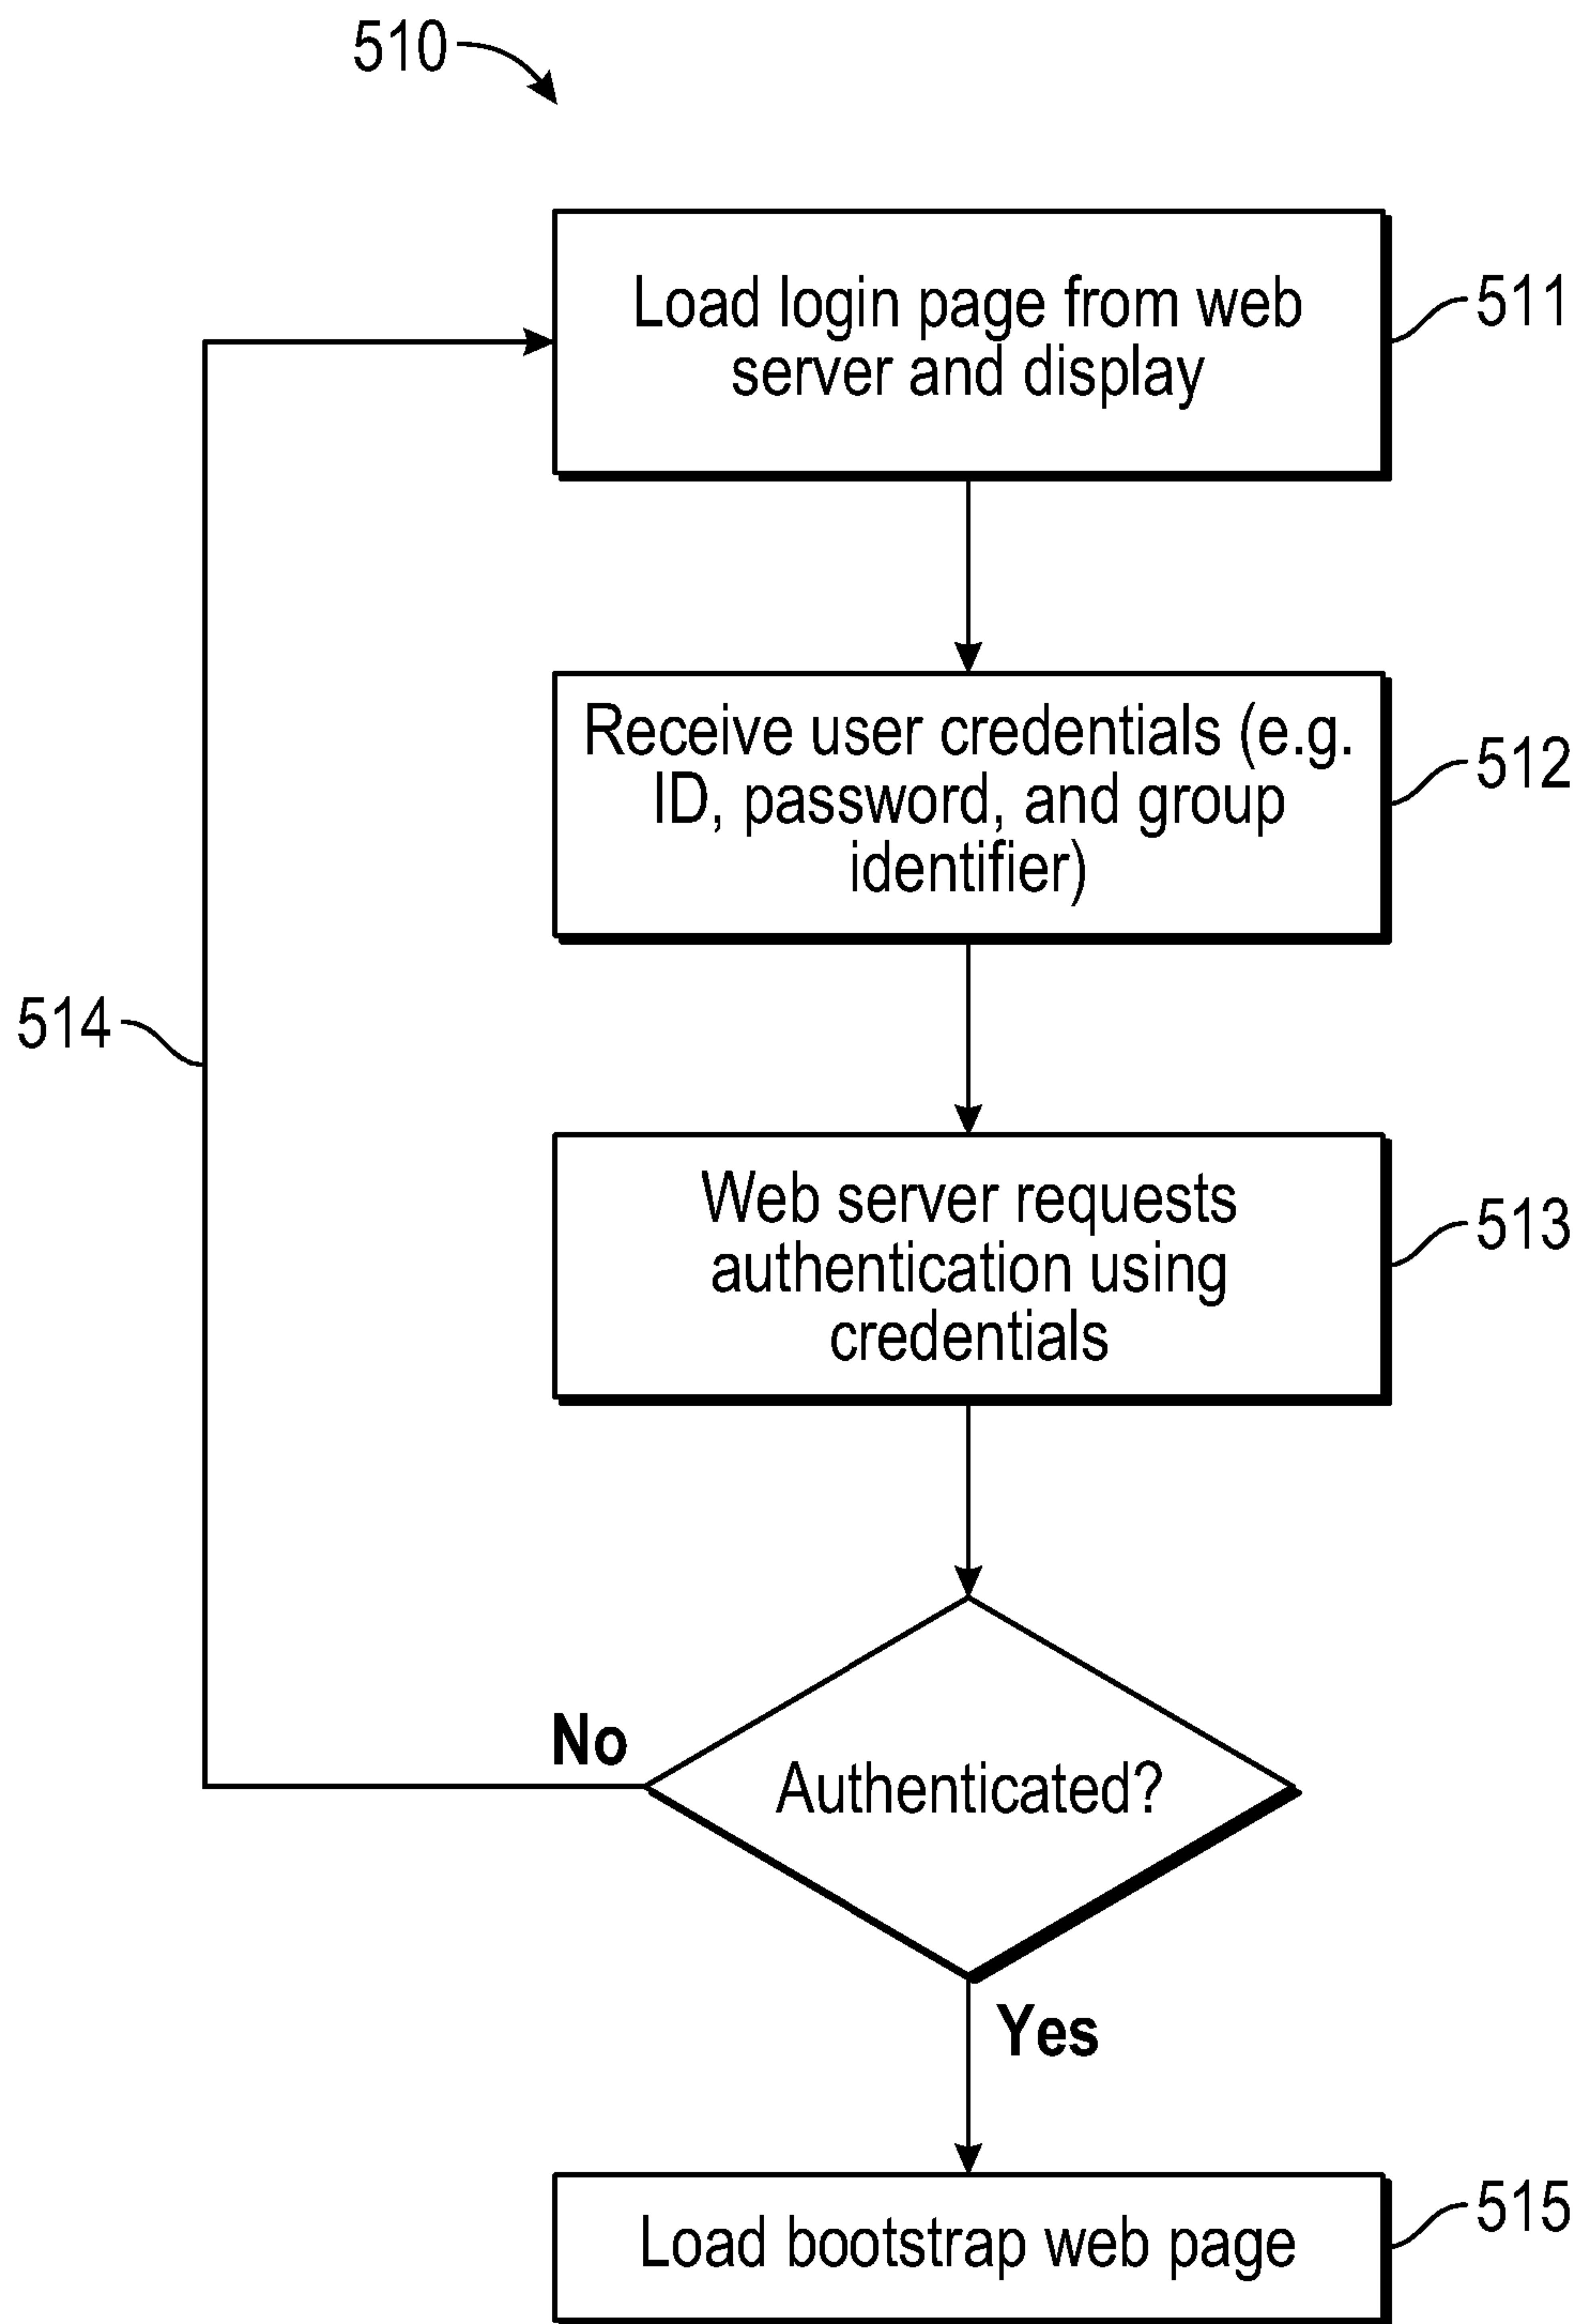 510
Load login page from web
server and display
511
Receive user credentials (e.g.
ID, password, and group
identifier)
512
514
Web server requests
authentication using
credentials
513
No
Authenticated?
Yes
Load bootstrap web page
515